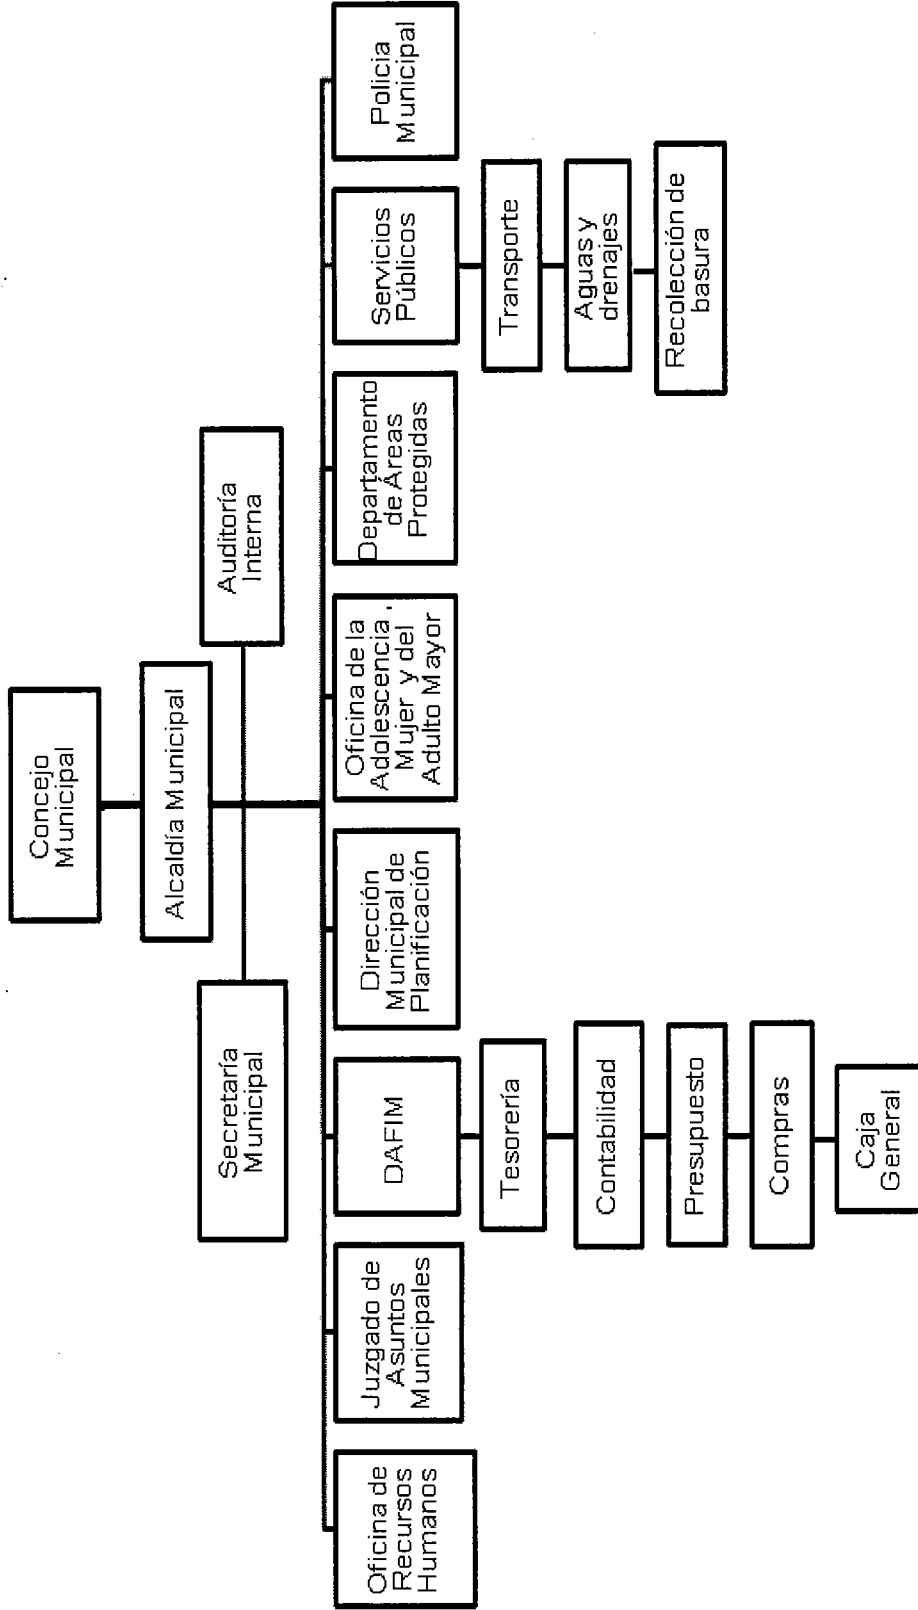 Concejo
Municipal
Alcaldía Municipal
Secretaría
Municipal
Auditoría
Interna
Oficina de
Recursos
Humanos
Juzgado de
Asuntos
Municipales
DAFIM
Dirección
Municipal de
Planificación
Oficina de la
Adolescencia,
Mujer y del
Adulto Mayor
Departamento
de Áreas
Protegidas
Servicios
Públicos
Policia
Municipal
Tesorería
Contabilidad
Presupuesto
Compras
Caja
General
Transporte
Aguas y
drenajes
Recolección de
basura